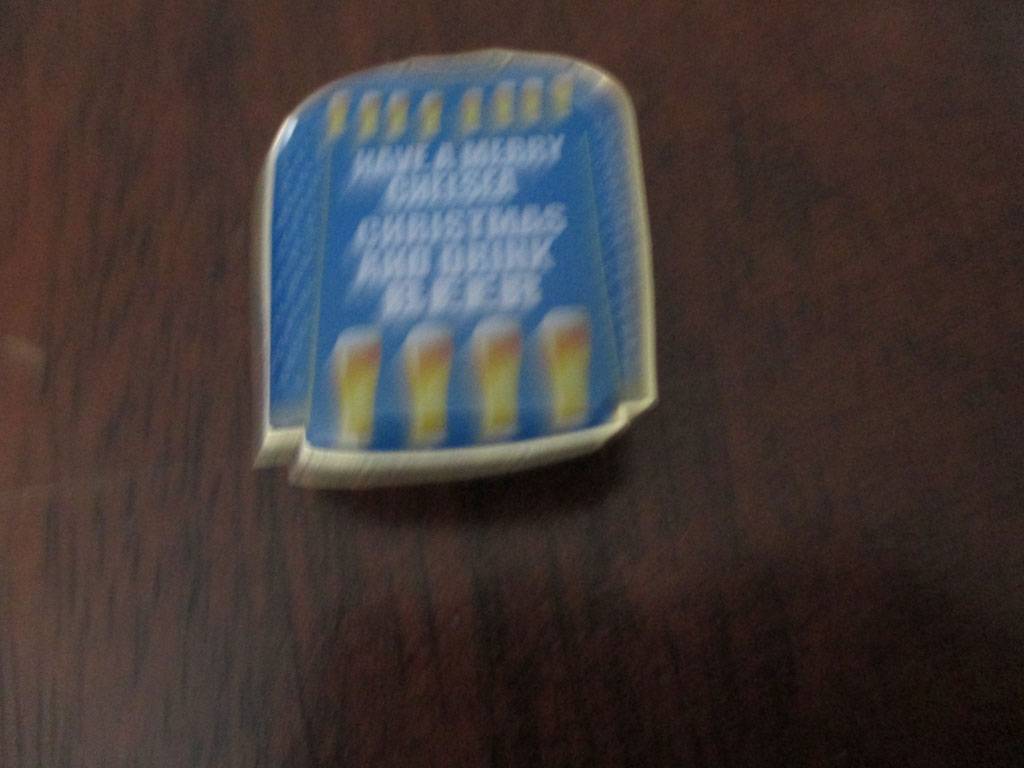 HAVE A MERRY
CHELSEA
CHRISTMAS
AND DRINK
BEER